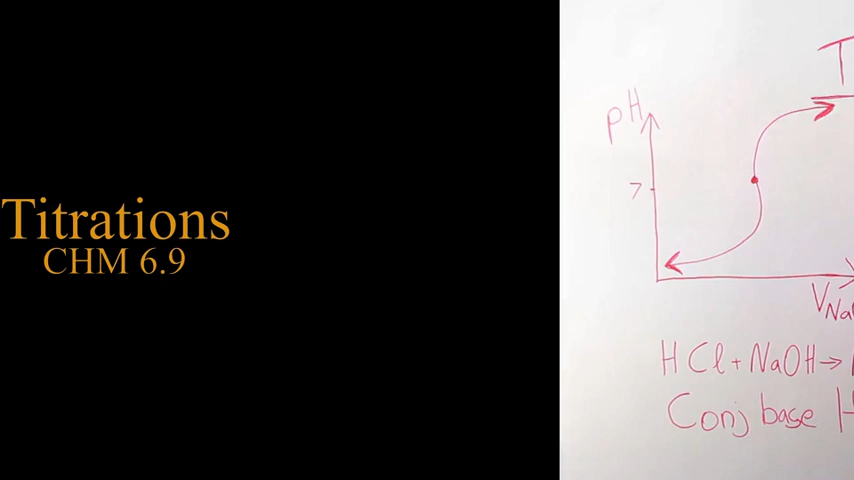 Titrations
CHM 6.9
T
pH
7
V
HCl + NaOH →
Conj base H